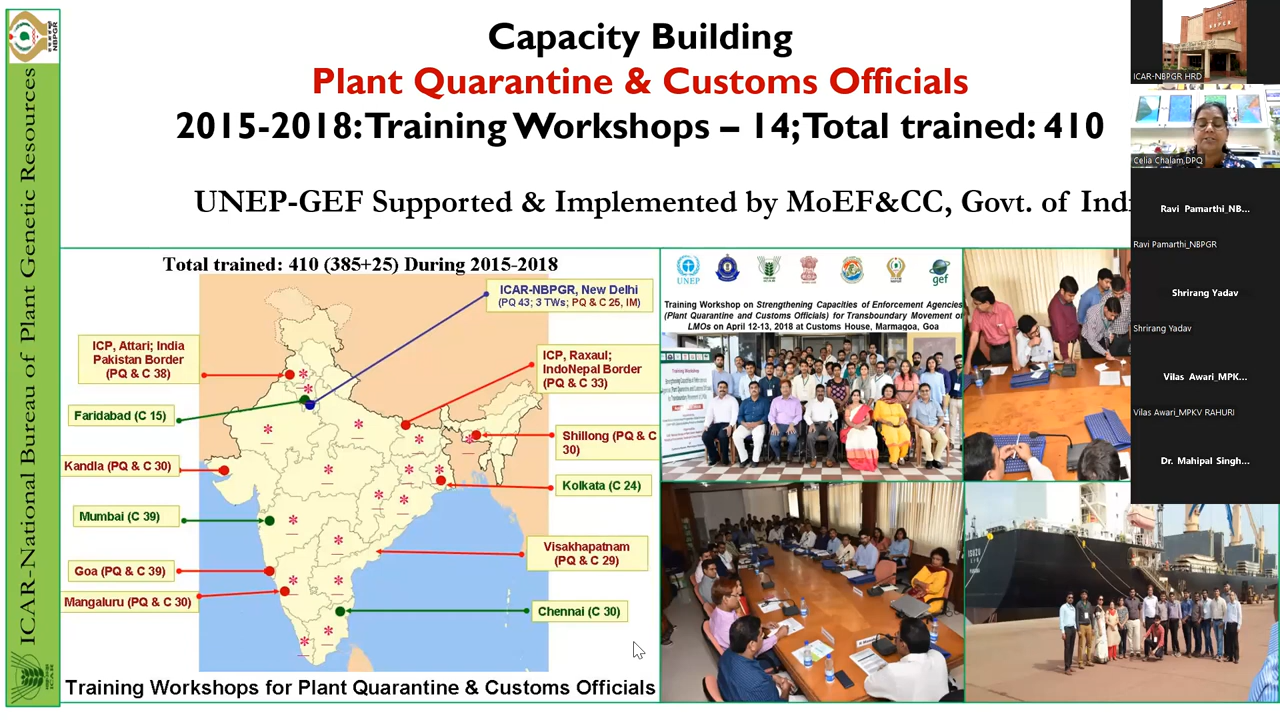 NBPGR
ICAR-National Bureau of Plant Genetic Resources
ICAR
Capacity Building
Plant Quarantine & Customs Officials
2015-2018: Training Workshops – 14; Total trained: 410
UNEP-GEF Supported & Implemented by MoEF&CC, Govt. of Indi
Total trained: 410 (385+25) During 2015-2018
ICAR-NBPGR, New Delhi
(PQ 43; 3 TWs; PQ & C 25, IM)
ICP, Attari; India
Pakistan Border
(PQ & C 38)
ICP, Raxaul;
IndoNepal Border
(PQ & C 33)
Faridabad (C 15)
Shillong (PQ & C
30)
Kandla (PQ & C 30)
Kolkata (C 24)
Mumbai (C 39)
Visakhapatnam
(PQ & C 29)
Goa (PQ & C 39)
Mangaluru (PQ & C 30)
Chennai (C 30)
Training Workshops for Plant Quarantine & Customs Officials
UNEP
gef
Training Workshop on Strengthening Capacities of Enforcement Agencies
(Plant Quarantine and Customs Officials) for Transboundary Movement of
LMOs on April 12-13, 2018 at Customs House, Marmagoa, Goa
Training Workshop
ICAR-NBPGR HRD
Celia Chalam,DPQ
Ravi Pamarthi_NB...
Ravi Pamarthi_NBPGR
Shrirang Yadav
Shrirang Yadav
Vilas Awari_MPK...
Vilas Awari_MPKV RAHURI
Dr. Mahipal Singh...